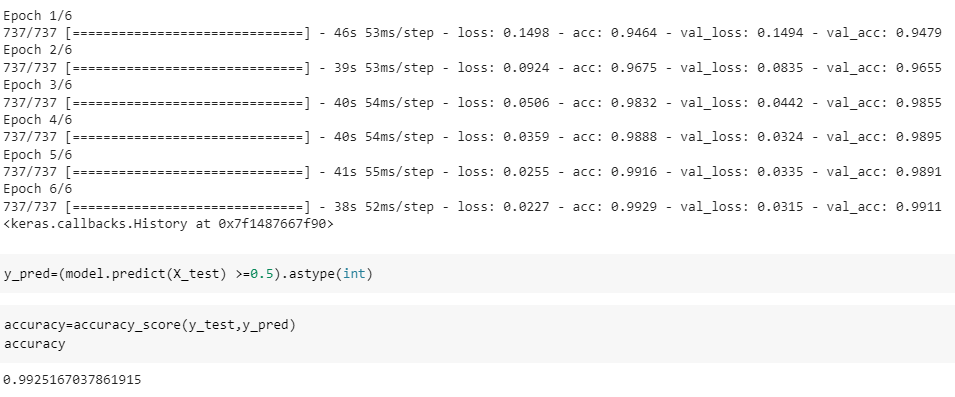 Epoch 1/6
737/737 [==============================] - 46s 53ms/step - loss: 0.1498 - acc: 0.9464 - val_loss: 0.1494 - val_acc: 0.9479
Epoch 2/6
737/737 [==============================] - 39s 53ms/step - loss: 0.0924 - acc: 0.9675 - val_loss: 0.0835 - val_acc: 0.9655
Epoch 3/6
737/737 [==============================] - 40s 54ms/step - loss: 0.0506 - acc: 0.9832 - val_loss: 0.0442 - val_acc: 0.9855
Epoch 4/6
737/737 [==============================] - 40s 54ms/step - loss: 0.0359 - acc: 0.9888 - val_loss: 0.0324 - val_acc: 0.9895
Epoch 5/6
737/737 [==============================] - 41s 55ms/step - loss: 0.0255 - acc: 0.9916 - val_loss: 0.0335 - val_acc: 0.9891
Epoch 6/6
737/737 [==============================] - 38s 52ms/step - loss: 0.0227 - acc: 0.9929 - val_loss: 0.0315 - val_acc: 0.9911
<keras.callbacks.History at 0x7f1487667f90>
y_pred=(model.predict(X_test) >=0.5).astype(int)
accuracy=accuracy_score(y_test,y_pred)
accuracy
0.9925167037861915